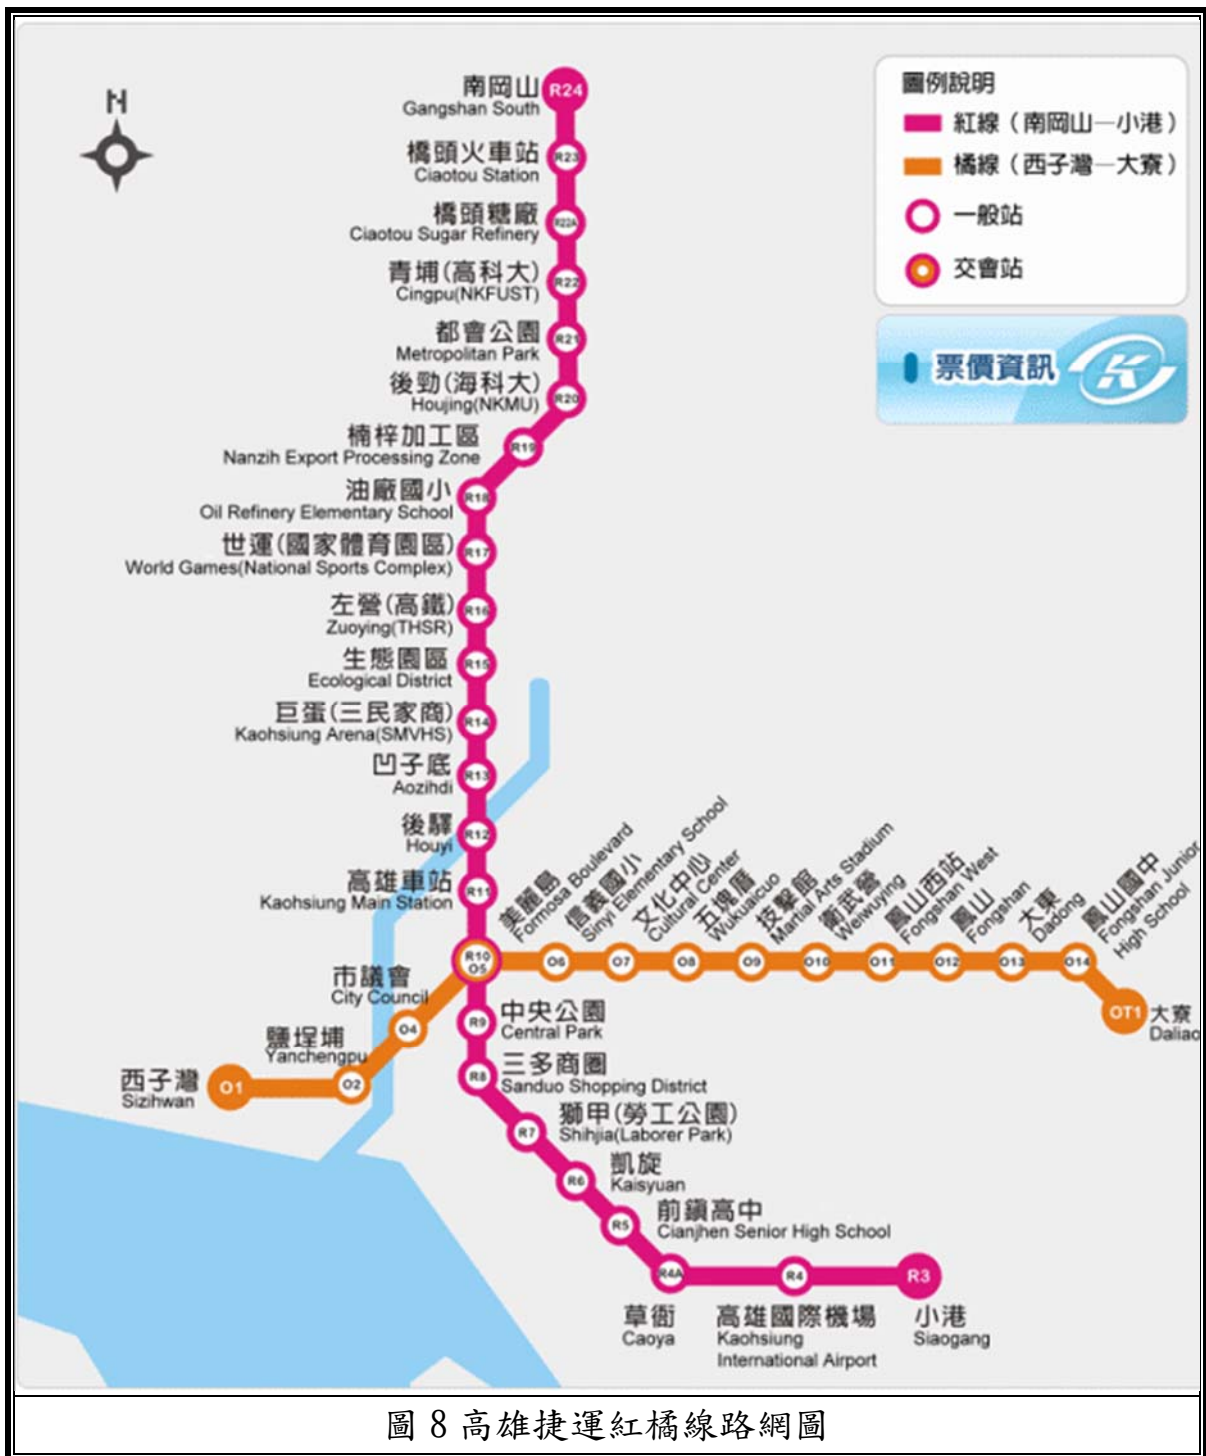 N
南岡山
Gangshan South
R24
橋頭火車站
Ciaotou Station
R23
橋頭糖廠
Ciaotou Sugar Refinery
R22A
青埔(高科大)
Cingpu(NKFUST)
R22
都會公園
Metropolitan Park
R21
後勁(海科大)
Houjing(NKMU)
R20
楠梓加工區
Nanzih Export Processing Zone
R19
油廠國小
Oil Refinery Elementary School
R18
世運(國家體育園區)
World Games(National Sports Complex)
R17
左營(高鐵)
Zuoying(THSR)
R16
生態園區
Ecological District
R15
巨蛋(三民家商)
Kaohsiung Arena(SMVHS)
R14
凹子底
Aozihdi
R13
後驛
Houyi
R12
高雄車站
Kaohsiung Main Station
R11
圖例說明
紅線(南岡山—小港)
橘線(西子灣—大寮)
一般站
交會站
票價資訊
K
美麗島
Formosa Boulevard
R10
O5
信義國小
Sinyi Elementary School
O6
文化中心
Cultural Center
O7
五塊厝
Wukuaicuo
O8
技擊館
Martial Arts Stadium
O9
衛武營
Weiwuying
O10
鳳山西站
Fongshan West
O11
鳳山
Fongshan
O12
大東
Dadong
O13
鳳山國中
Fongshan Junior
High School
O14
OT1
大寮
Daliao
市議會
City Council
O4
鹽埕埔
Yanchengpu
O2
西子灣
Sizihwan
O1
R9
中央公園
Central Park
R8
三多商圈
Sanduo Shopping District
R7
獅甲(勞工公園)
Shihjia(Laborer Park)
R6
凱旋
Kaisyuan
R5
前鎮高中
Cianjhen Senior High School
R4A
草衙
Caoya
R4
高雄國際機場
Kaohsiung
International Airport
R3
小港
Siaogang
圖 8 高雄捷運紅橘線路網圖